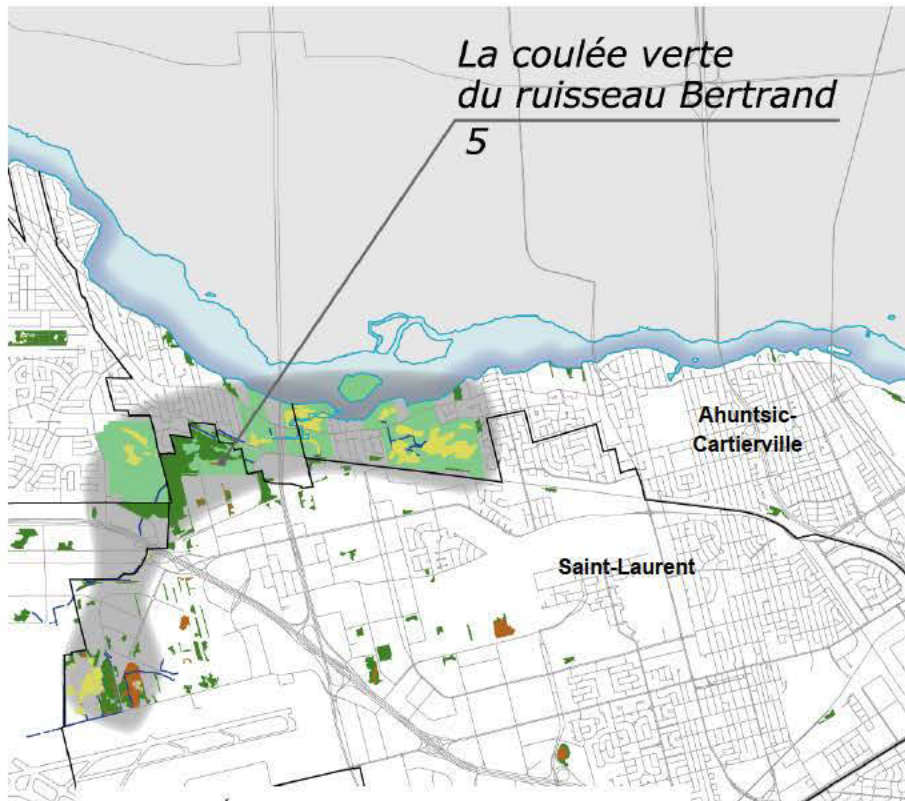 La coulée verte
du ruisseau Bertrand
5
Ahuntsic-
Cartierville
Saint-Laurent